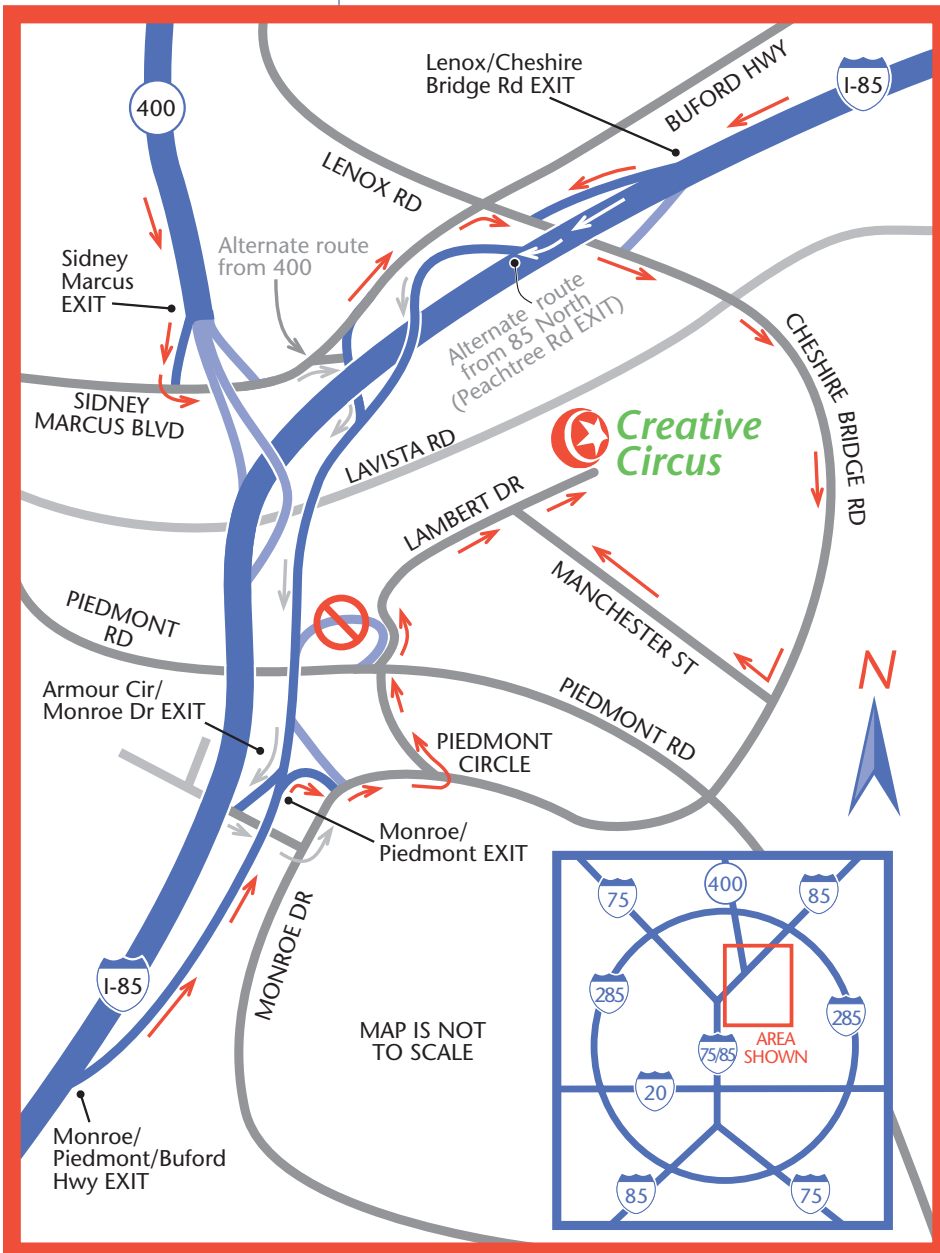 Lenox/Cheshire
Bridge Rd EXIT
BUFORD HWY
I-85
400
LENOX RD
Sidney
Marcus
EXIT
Alternate route
from 400
Alternate route
from 85 North
(Peachtree Rd EXIT)
CHESHIRE BRIDGE RD
SIDNEY
MARCUS BLVD
LAVISTA RD
Creative
Circus
LAMBERT DR
MANCHESTER ST
PIEDMONT
RD
N
Armour Cir/
Monroe Dr EXIT
PIEDMONT RD
PIEDMONT
CIRCLE
Monroe/
Piedmont EXIT
MONROE DR
I-85
MAP IS NOT
TO SCALE
Monroe/
Piedmont/Buford
Hwy EXIT
75
400
85
285
285
75/85
AREA
SHOWN
20
85
75